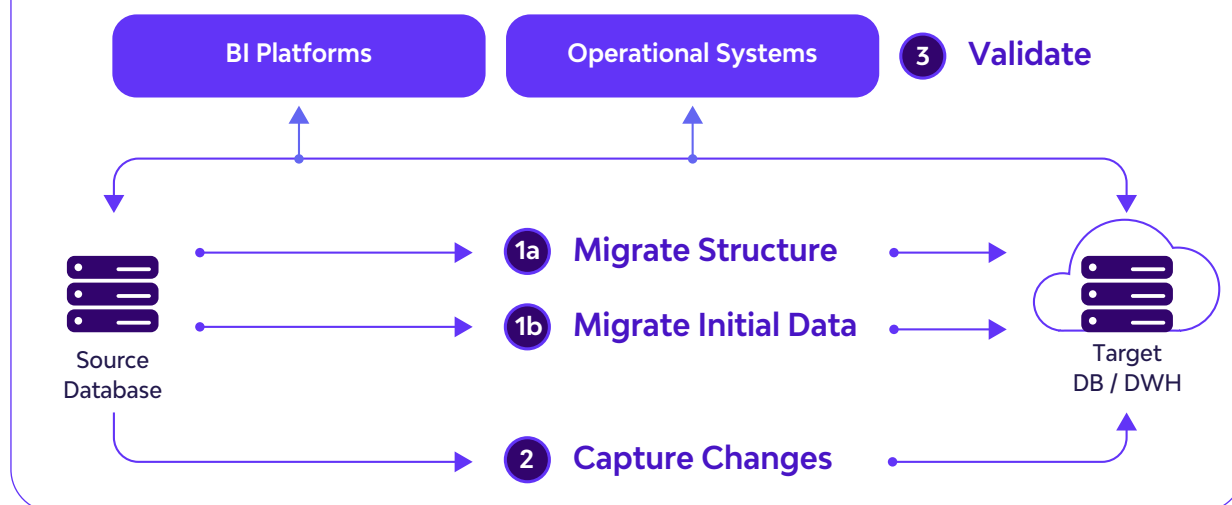 BI Platforms
Operational Systems
3 Validate
1a Migrate Structure
1b Migrate Initial Data
Source
Database
Target
DB / DWH
2 Capture Changes